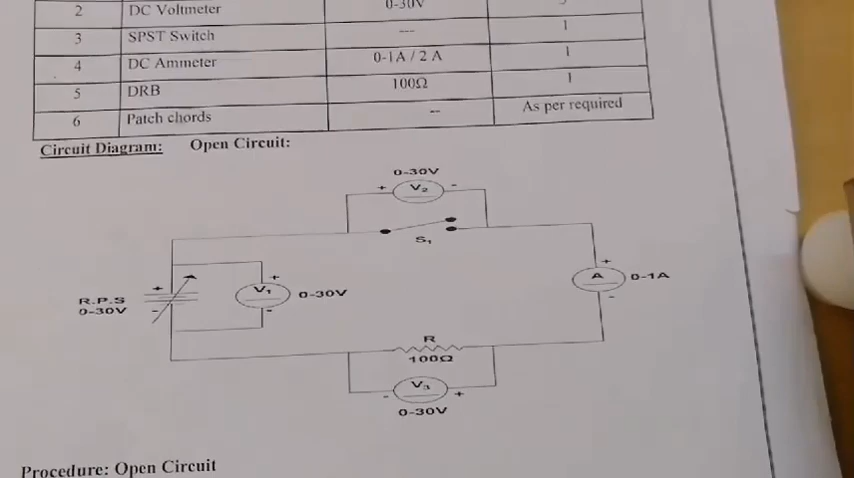 2 DC Voltmeter 0-30V
3 SPST Switch --- 1
4 DC Ammeter 0-1A / 2 A 1
5 DRB 100Ω 1
6 Patch chords -- As per required
Circuit Diagram: Open Circuit:
0-30V
+ V₂ -
S₁
R.P.S
0-30V
+
-
+
V₁ 0-30V
-
+
A 0-1A
-
R
100Ω
- V₃ +
0-30V
Procedure: Open Circuit